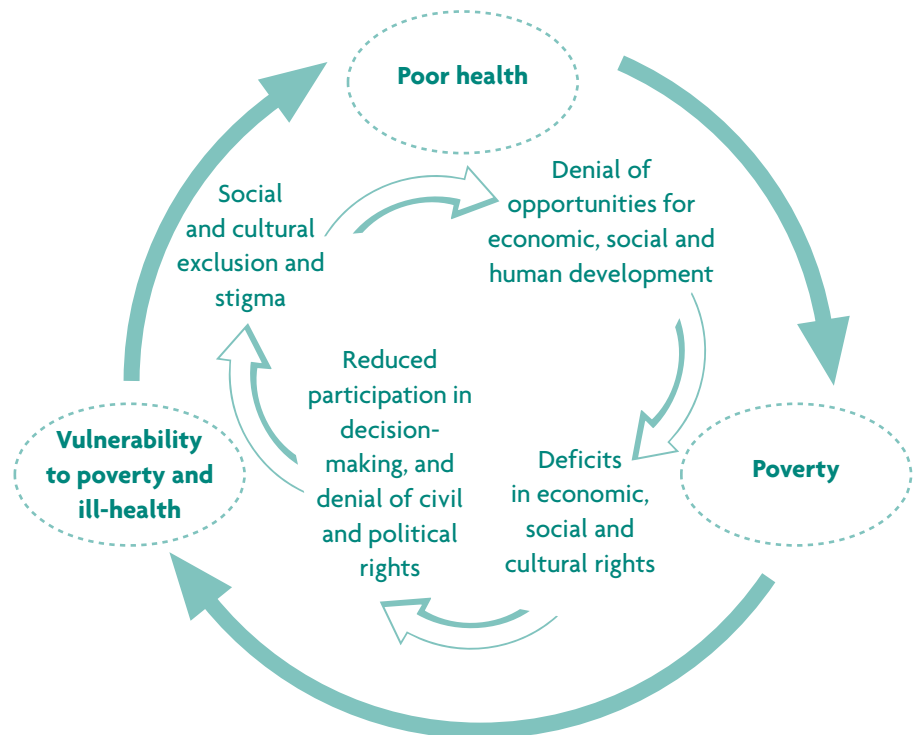 Poor health
Denial of
opportunities for
economic, social and
human development
Poverty
Deficits
in economic,
social and
cultural rights
Reduced
participation in
decision-
making, and
denial of civil
and political
rights
Vulnerability
to poverty and
ill-health
Social
and cultural
exclusion and
stigma